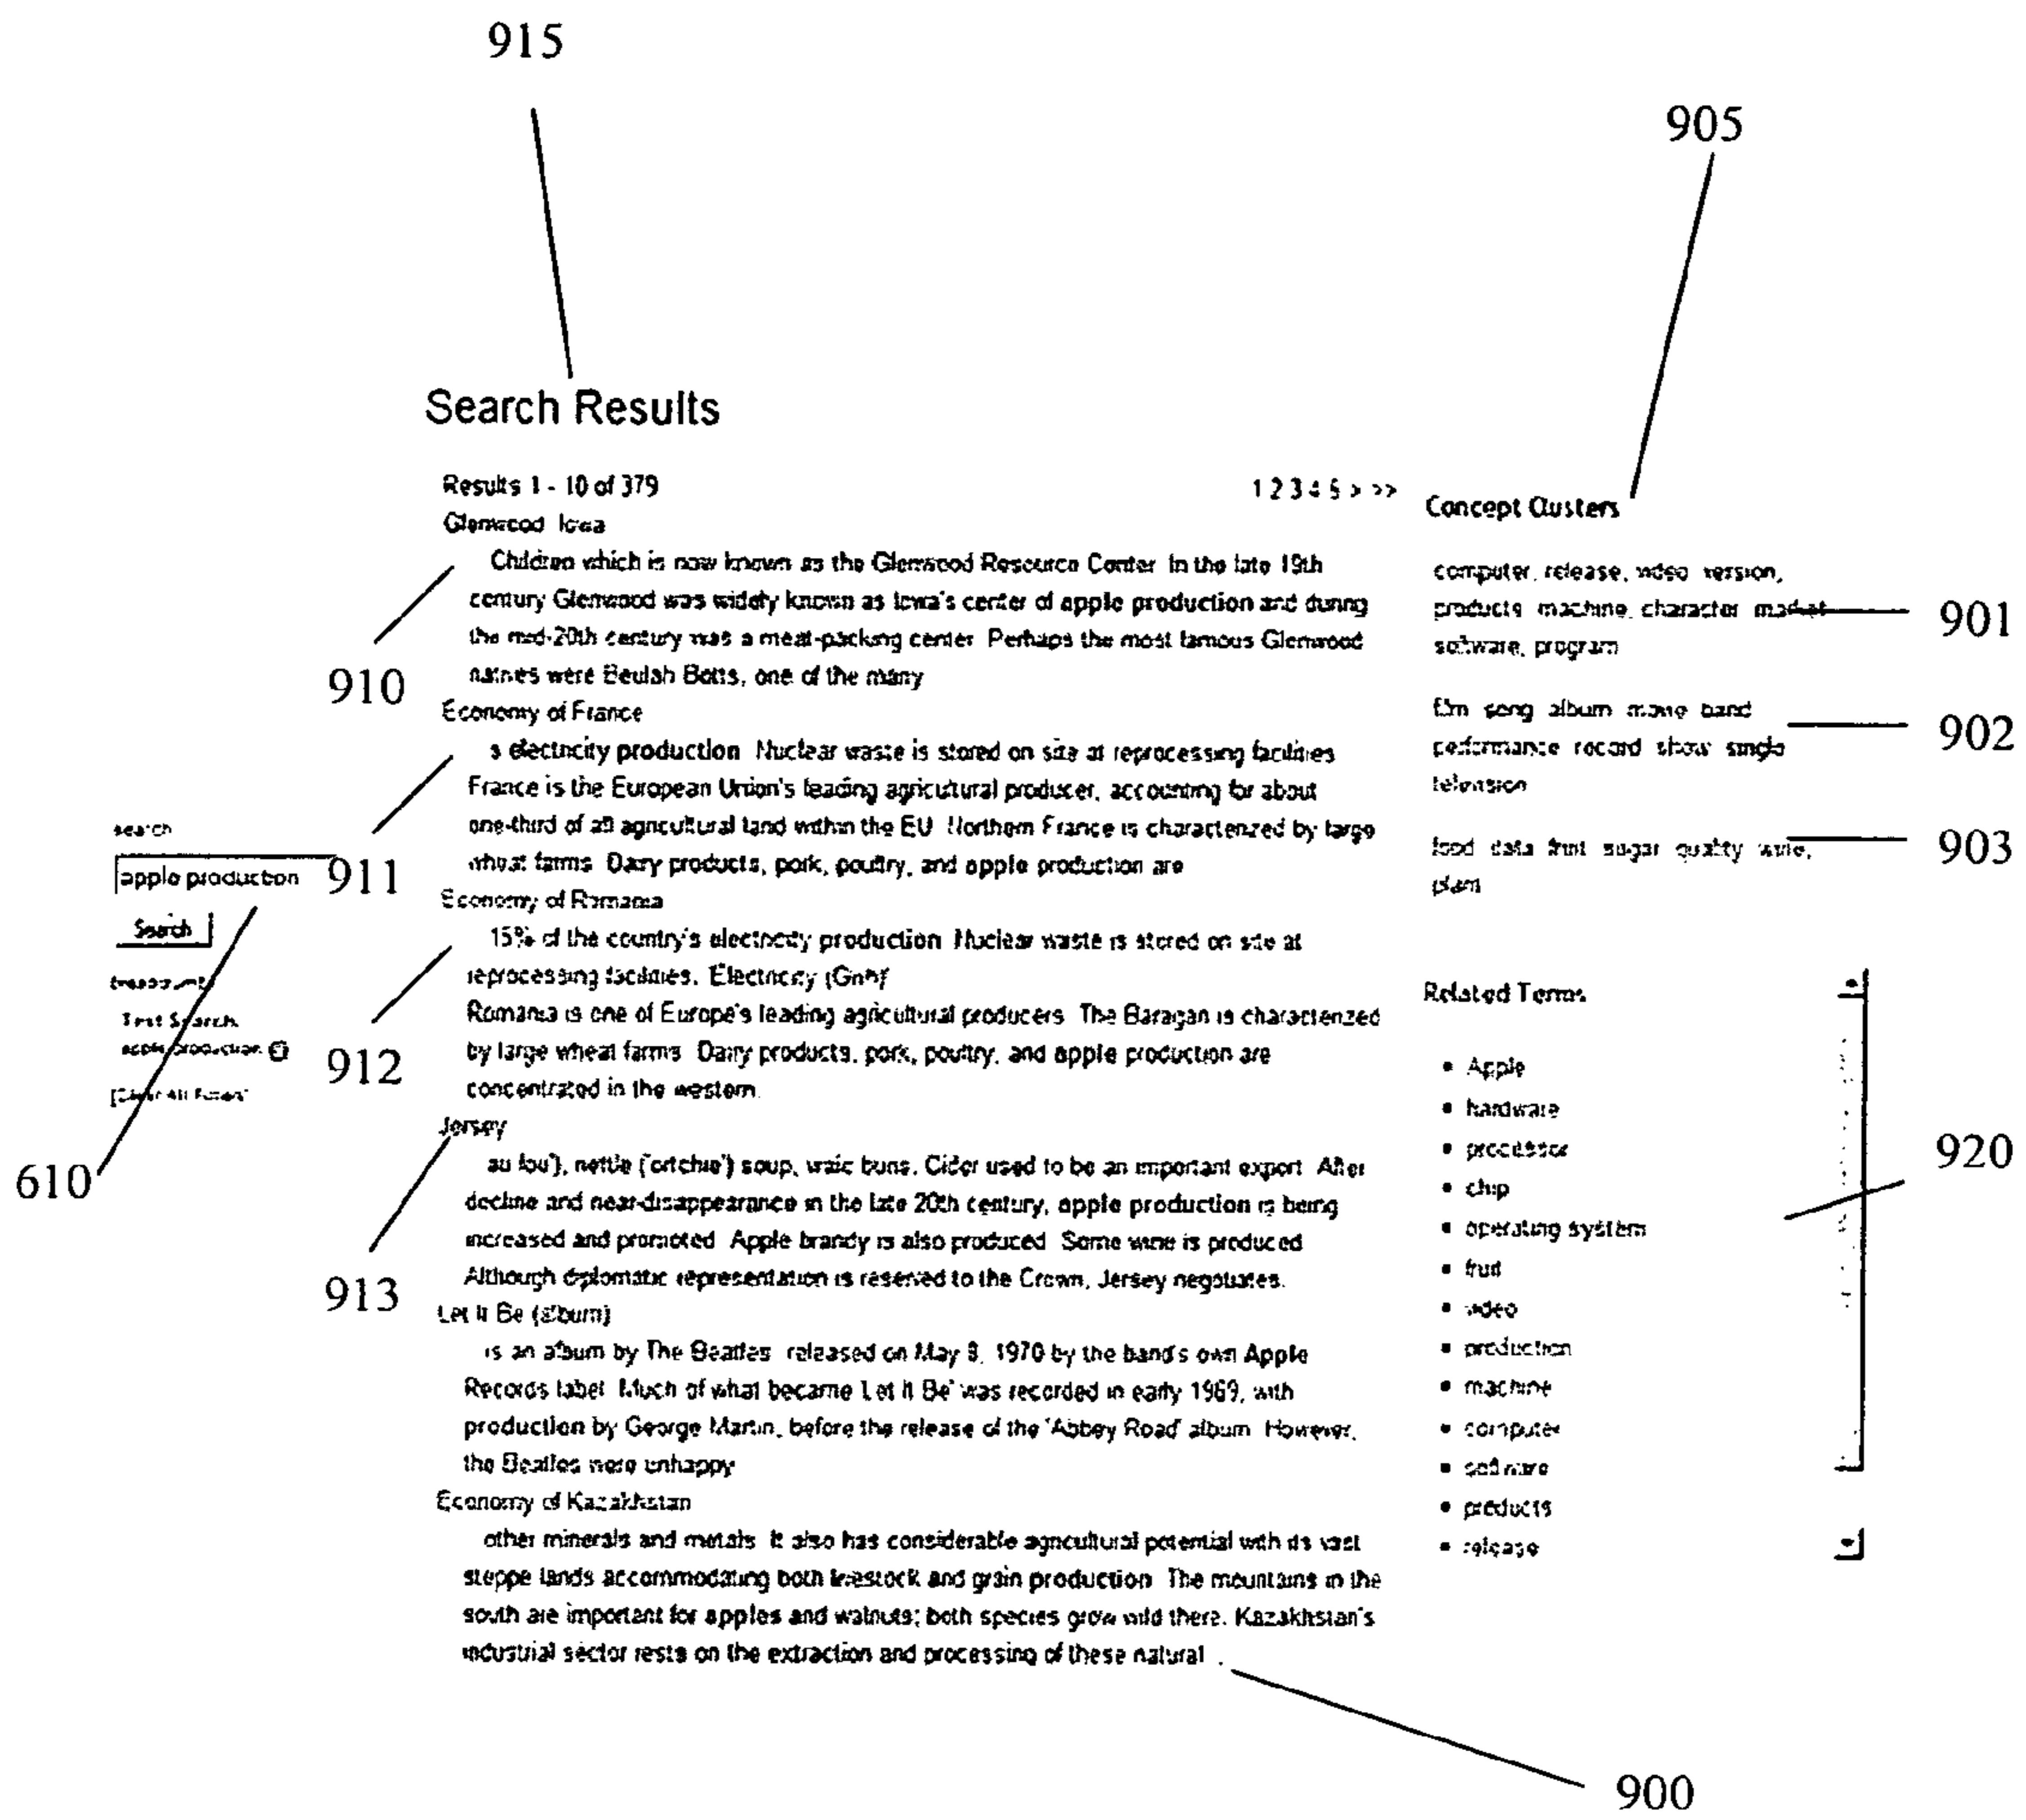 915
905
Search Results
Results 1 - 10 of 379
1 2 3 4 5 > >>
Glenwood Iowa
Children which is now known as the Glenwood Resource Center In the late 19th
century Glenwood was widely known as Iowa's center of apple production and during
the mid-20th century was a meat-packing center Perhaps the most famous Glenwood
natives were Beulah Botts, one of the many
910
Economy of France
s electricity production Nuclear waste is stored on site at reprocessing facilities
France is the European Union's leading agricultural producer, accounting for about
one-third of all agricultural land within the EU Northern France is characterized by large
wheat farms Dairy products, pork, poultry, and apple production are
911
Economy of Romania
15% of the country's electricity production Nuclear waste is stored on site at
reprocessing facilities. Electricity
Romania is one of Europe's leading agricultural producers The Baragan is characterized
by large wheat farms Dairy products, pork, poultry, and apple production are
concentrated in the western
912
Jersey
au fou'), nettle ('ortchie') soup, vraic buns. Cider used to be an important export After
decline and near-disappearance in the late 20th century, apple production is being
increased and promoted Apple brandy is also produced Some wine is produced
Although diplomatic representation is reserved to the Crown, Jersey negotiates.
913
Let It Be (album)
is an album by The Beatles released on May 8, 1970 by the band's own Apple
Records label Much of what became 'Let It Be' was recorded in early 1969, with
production by George Martin, before the release of the 'Abbey Road' album However,
the Beatles were unhappy
Economy of Kazakhstan
other minerals and metals It also has considerable agricultural potential with its vast
steppe lands accommodating both livestock and grain production The mountains in the
south are important for apples and walnuts; both species grow wild there. Kazakhstan's
industrial sector rests on the extraction and processing of these natural .
900
search
apple production
Search
Text Search.
apple production
[Clear All
610
Concept Clusters
computer, release, video version,
products machine, character market
software, program
901
film song album movie band
performance record show single
television
902
food data fruit sugar quality wine,
plant
903
Related Terms
• Apple
• hardware
• processor
• chip
• operating system
• fruit
• video
• production
• machine
• computer
• software
• products
• release
920